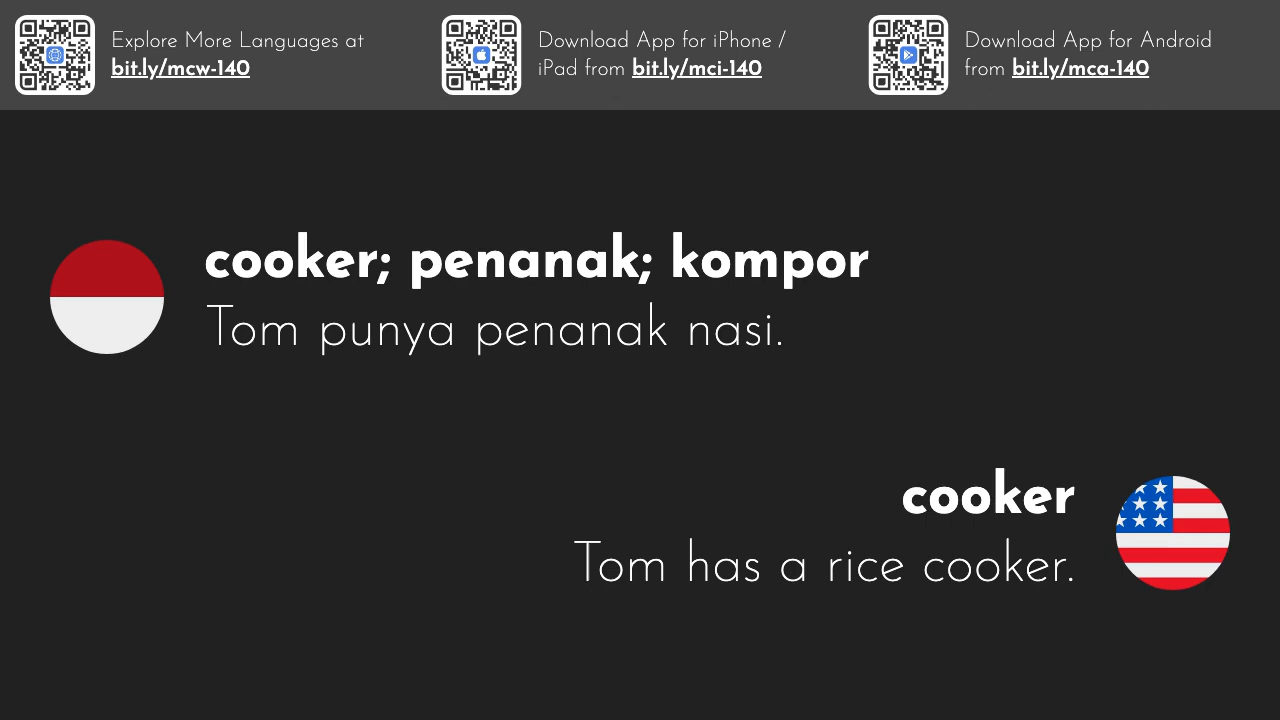 Explore More Languages at
bit.ly/mcw-140
Download App for iPhone /
iPad from bit.ly/mci-140
Download App for Android
from bit.ly/mca-140
cooker; penanak; kompor
Tom punya penanak nasi.
cooker
Tom has a rice cooker.